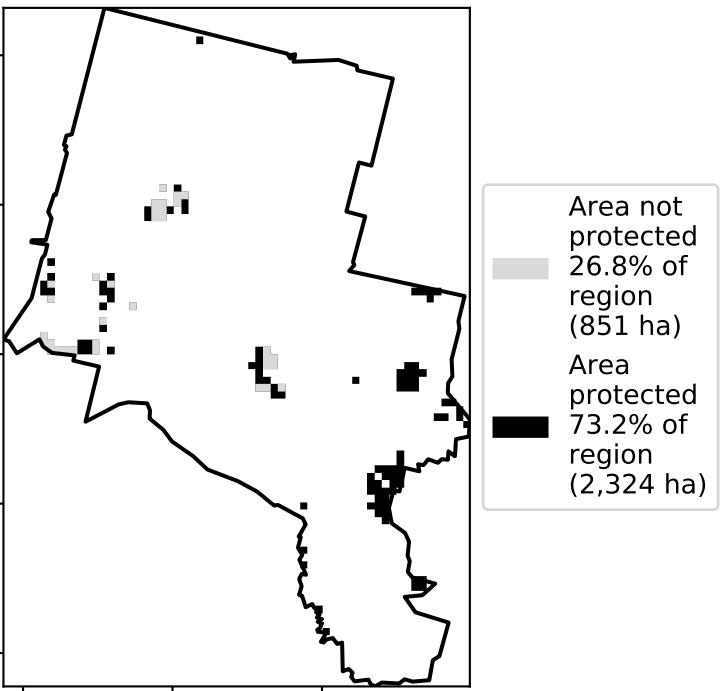 Area not
protected
26.8% of
region
(851 ha)
Area
protected
73.2% of
region
(2,324 ha)